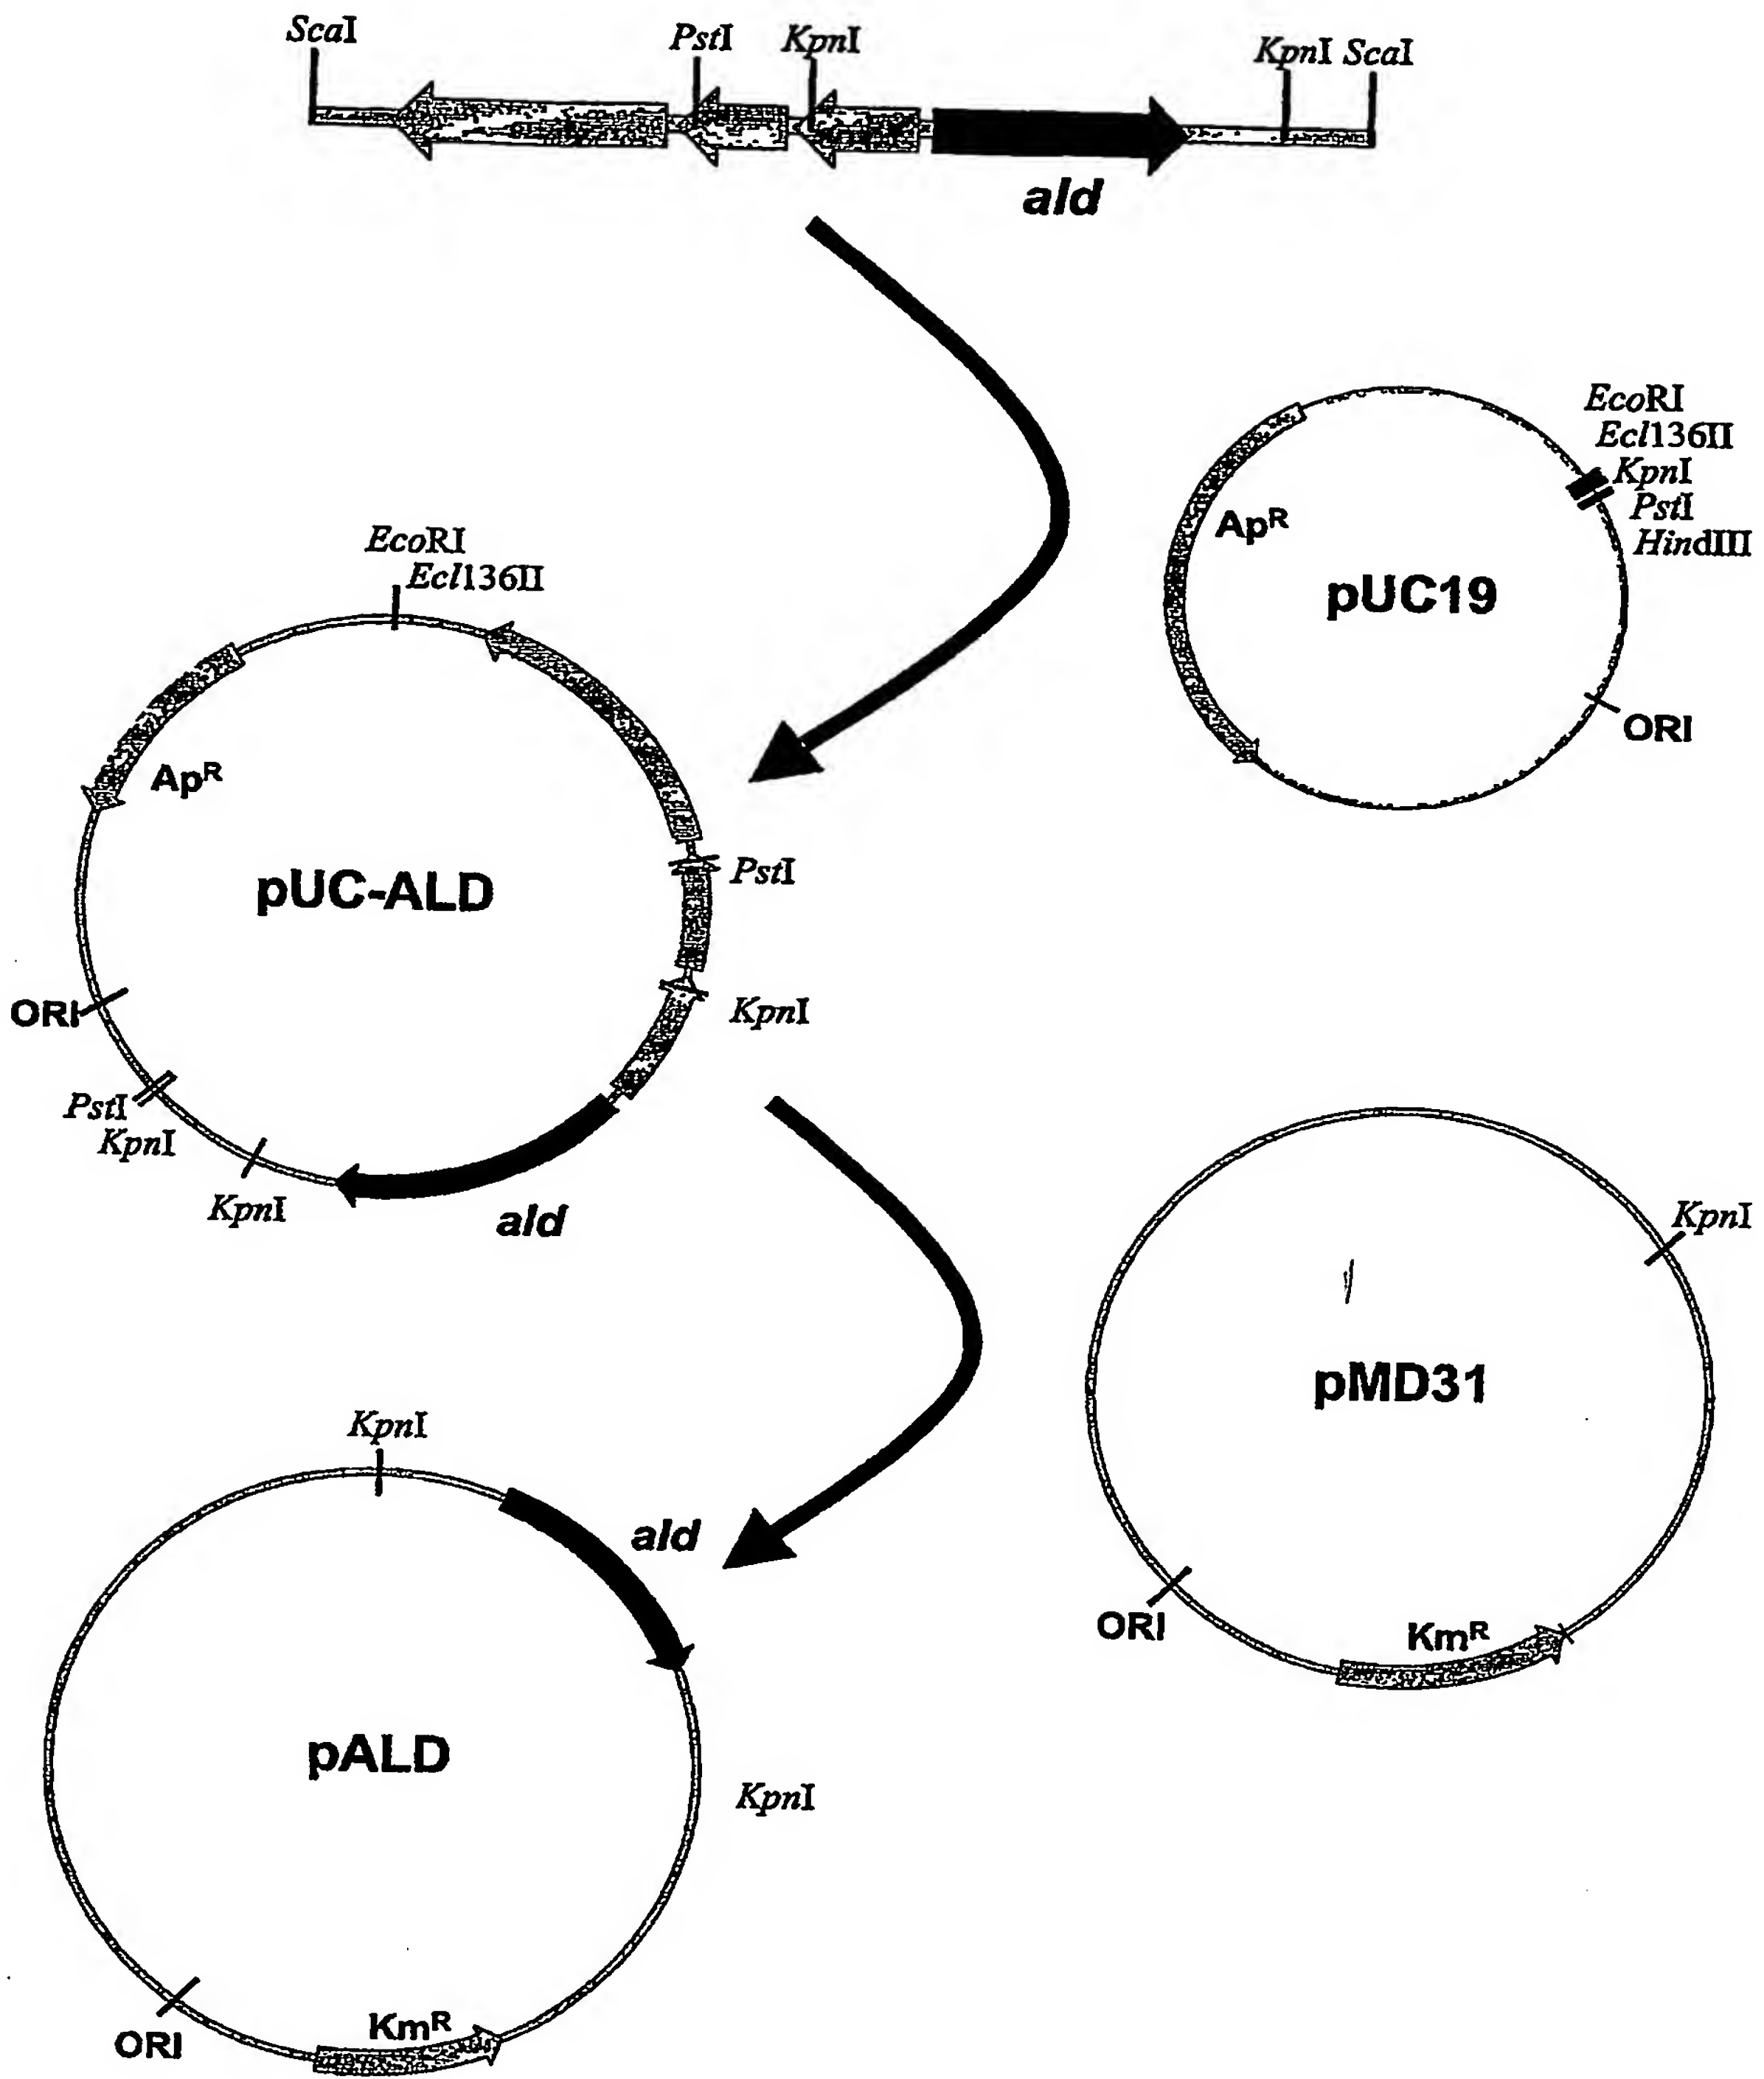 ScaI
PstI
KpnI
KpnI ScaI
ald
EcoRI
Ecl136II
KpnI
PstI
HindIII
ApR
pUC19
ORI
EcoRI
Ecl136II
ApR
PstI
pUC-ALD
KpnI
ORI
PstI
KpnI
KpnI
ald
KpnI
pMD31
ORI
KmR
KpnI
ald
pALD
KpnI
ORI
KmR